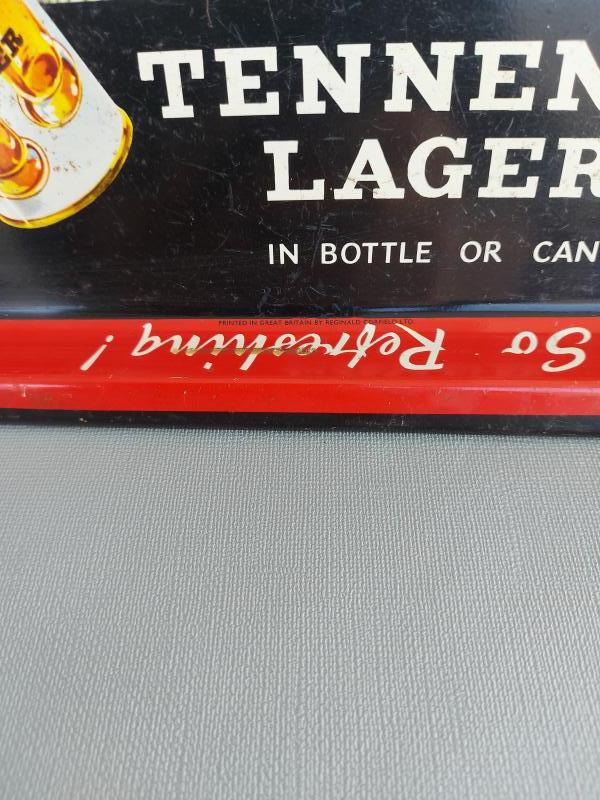 TENNEN
LAGER
IN BOTTLE OR CAN
PRINTED IN GREAT BRITAIN BY REGINALD CORFIELD LTD.
So Refreshing!